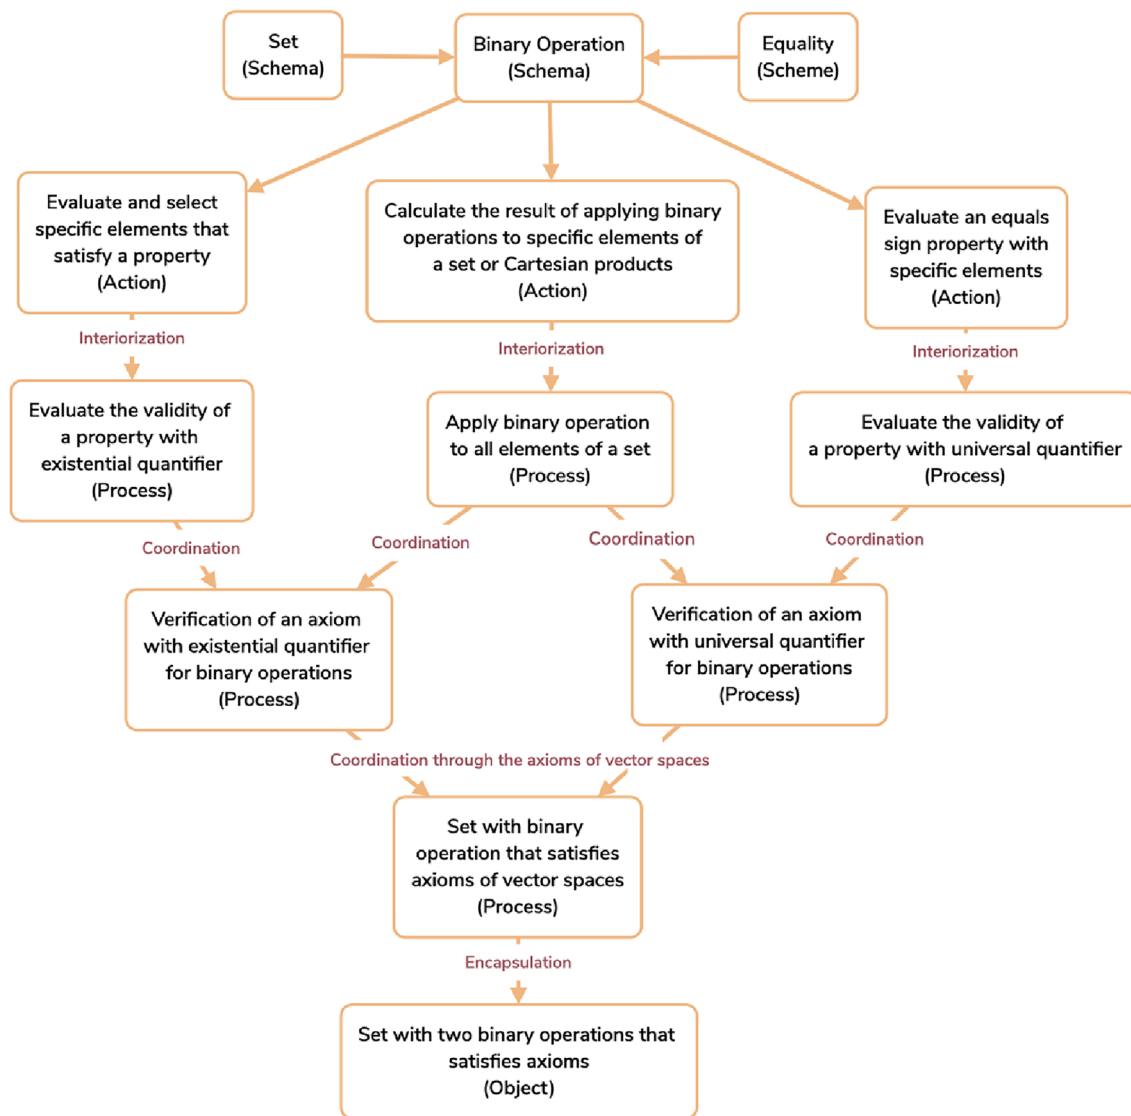 Set
(Schema)
Binary Operation
(Schema)
Equality
(Scheme)
Evaluate and select
specific elements that
satisfy a property
(Action)
Calculate the result of applying binary
operations to specific elements of
a set or Cartesian products
(Action)
Evaluate an equals
sign property with
specific elements
(Action)
Interiorization
Interiorization
Interiorization
Evaluate the validity of
a property with
existential quantifier
(Process)
Apply binary operation
to all elements of a set
(Process)
Evaluate the validity of
a property with universal quantifier
(Process)
Coordination
Coordination
Coordination
Coordination
Verification of an axiom
with existential quantifier
for binary operations
(Process)
Verification of an axiom
with universal quantifier
for binary operations
(Process)
Coordination through the axioms of vector spaces
Set with binary
operation that satisfies
axioms of vector spaces
(Process)
Encapsulation
Set with two binary operations that
satisfies axioms
(Object)